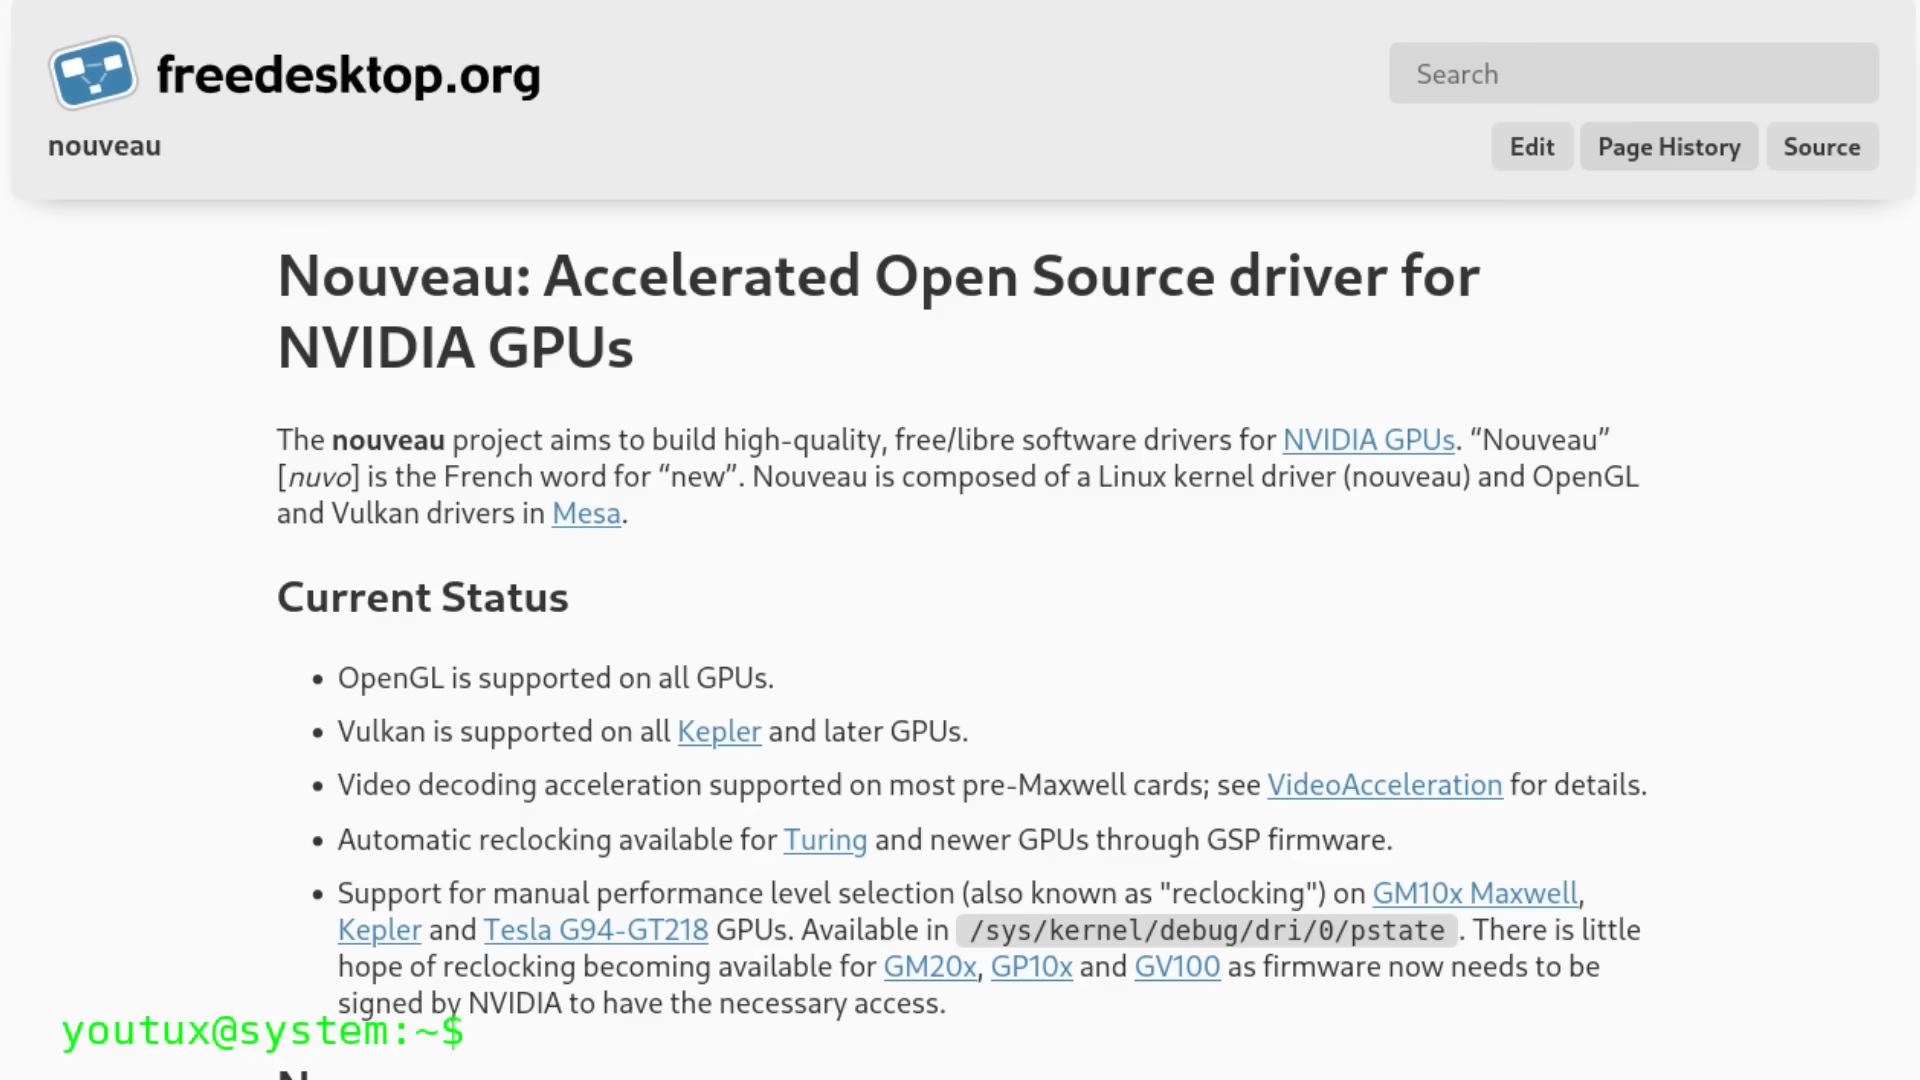 freedesktop.org
Search
nouveau
Edit
Page History
Source
Nouveau: Accelerated Open Source driver for
NVIDIA GPUs
The nouveau project aims to build high-quality, free/libre software drivers for NVIDIA GPUs. “Nouveau”
[nuvo] is the French word for “new”. Nouveau is composed of a Linux kernel driver (nouveau) and OpenGL
and Vulkan drivers in Mesa.
Current Status
• OpenGL is supported on all GPUs.
• Vulkan is supported on all Kepler and later GPUs.
• Video decoding acceleration supported on most pre-Maxwell cards; see VideoAcceleration for details.
• Automatic reclocking available for Turing and newer GPUs through GSP firmware.
• Support for manual performance level selection (also known as "reclocking") on GM10x Maxwell,
Kepler and Tesla G94-GT218 GPUs. Available in /sys/kernel/debug/dri/0/pstate. There is little
hope of reclocking becoming available for GM20x, GP10x and GV100 as firmware now needs to be
signed by NVIDIA to have the necessary access.
youtux@system:~$